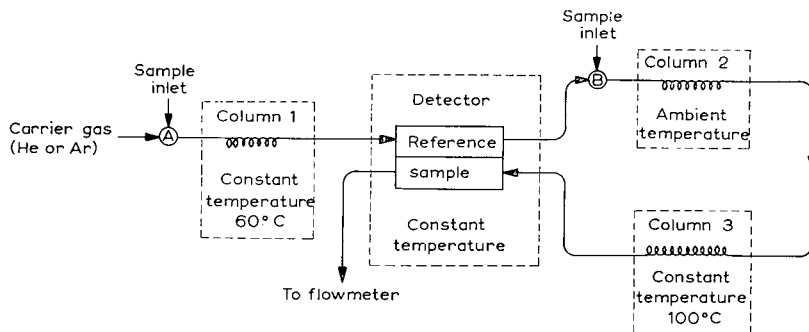 Sample
inlet
Carrier gas
(He or Ar)
A
Column 1
Constant
temperature
60°C
Detector
Reference
sample
Constant
temperature
To flowmeter
Sample
inlet
B
Column 2
Ambient
temperature
Column 3
Constant
temperature
100°C